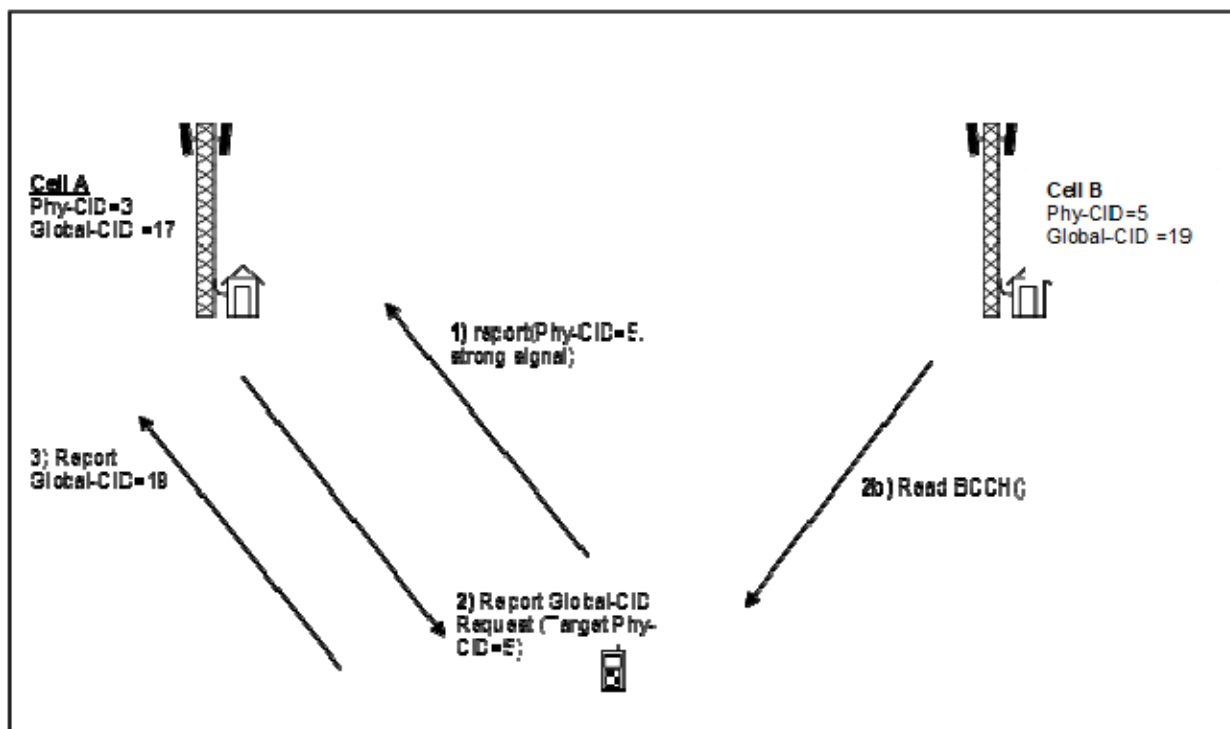 Cell A
Phy-CID=3
Global-CID =17
Cell B
Phy-CID=5
Global-CID =19
1) report(Phy-CID=5,
strong signal)
3) Report
Global-CID=19
2b) Read BCCH()
2) Report Global-CID
Request (Target Phy-
CID=5)